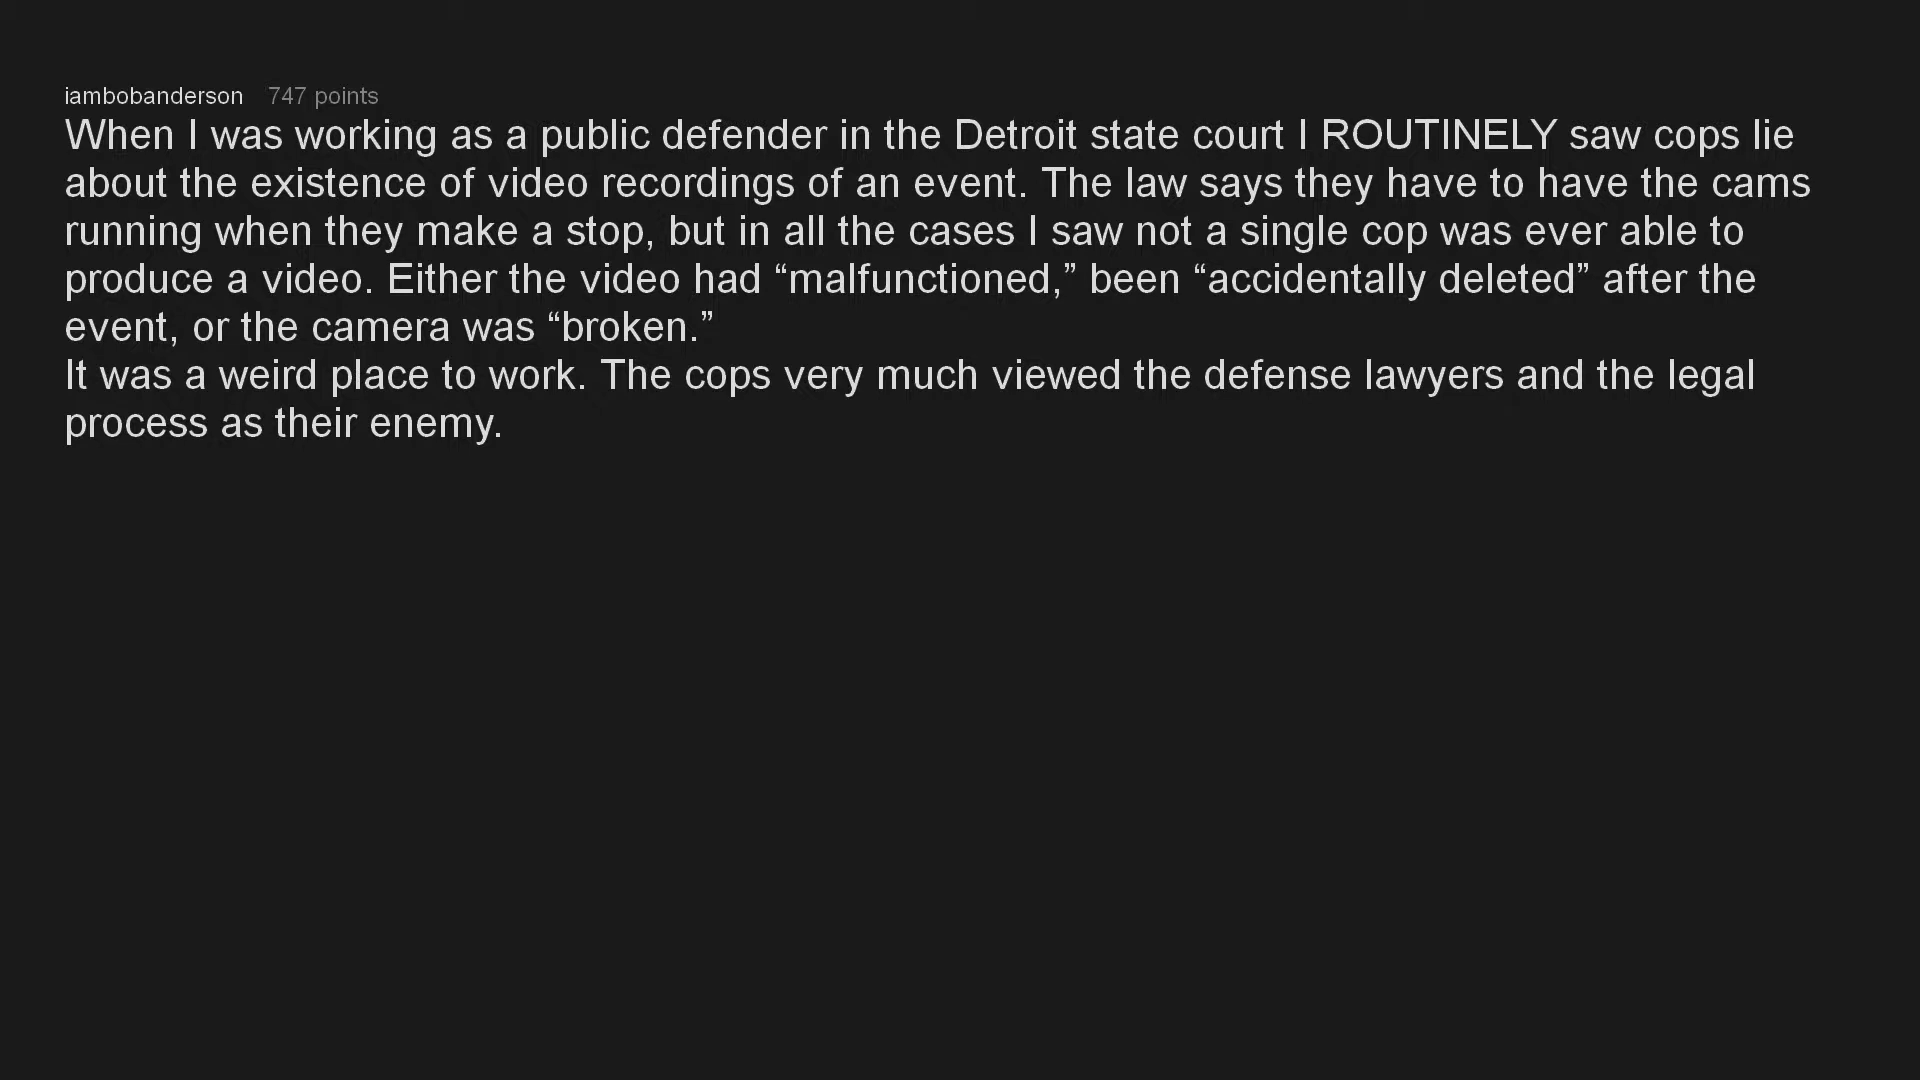 iambobanderson 747 points
When I was working as a public defender in the Detroit state court I ROUTINELY saw cops lie
about the existence of video recordings of an event. The law says they have to have the cams
running when they make a stop, but in all the cases I saw not a single cop was ever able to
produce a video. Either the video had “malfunctioned,” been “accidentally deleted” after the
event, or the camera was “broken.”
It was a weird place to work. The cops very much viewed the defense lawyers and the legal
process as their enemy.